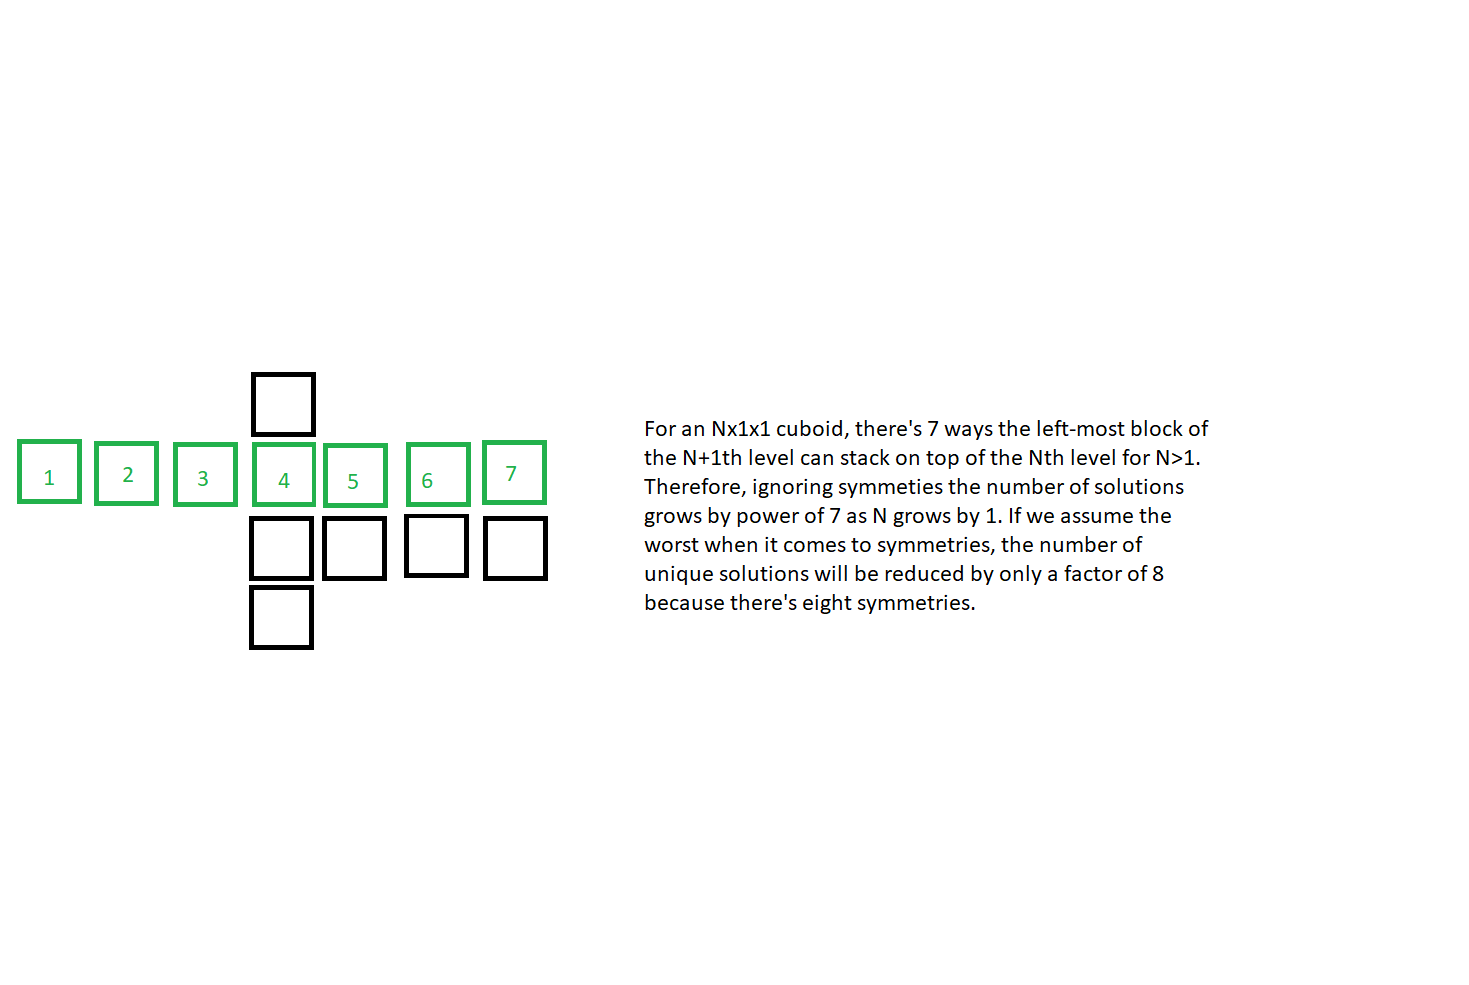 1 2 3 4 5 6 7
For an Nx1x1 cuboid, there's 7 ways the left-most block of
the N+1th level can stack on top of the Nth level for N>1.
Therefore, ignoring symmeties the number of solutions
grows by power of 7 as N grows by 1. If we assume the
worst when it comes to symmetries, the number of
unique solutions will be reduced by only a factor of 8
because there's eight symmetries.